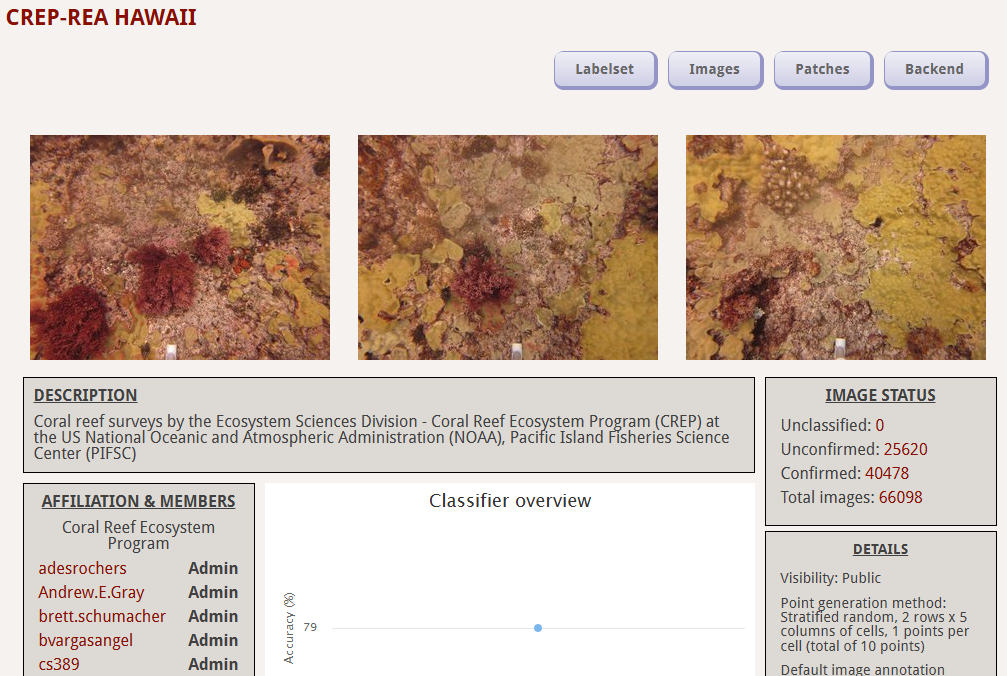 CREP-REA HAWAII
Labelset
Images
Patches
Backend
DESCRIPTION
Coral reef surveys by the Ecosystem Sciences Division - Coral Reef Ecosystem Program (CREP) at
the US National Oceanic and Atmospheric Administration (NOAA), Pacific Island Fisheries Science
Center (PIFSC)
IMAGE STATUS
Unclassified: 0
Unconfirmed: 25620
Confirmed: 40478
Total images: 66098
AFFILIATION & MEMBERS
Coral Reef Ecosystem
Program
adesrochers Admin
Andrew.E.Gray Admin
brett.schumacher Admin
bvargasangel Admin
cs389 Admin
Classifier overview
Accuracy (%)
79
DETAILS
Visibility: Public
Point generation method:
Stratified random, 2 rows x 5
columns of cells, 1 points per
cell (total of 10 points)
Default image annotation